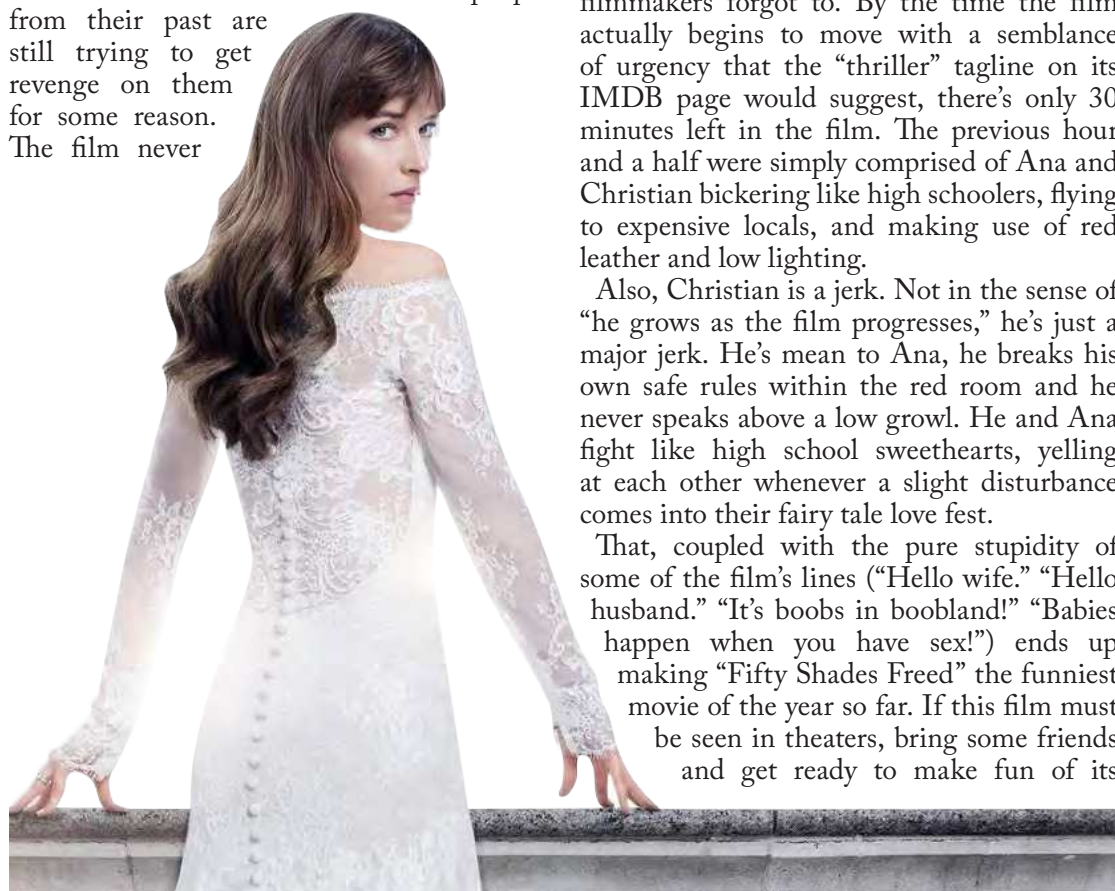 from their past are
still trying to get
revenge on them
for some reason.
The film never
filmmakers forgot to. By the time the film
actually begins to move with a semblance
of urgency that the “thriller” tagline on its
IMDB page would suggest, there’s only 30
minutes left in the film. The previous hour
and a half were simply comprised of Ana and
Christian bickering like high schoolers, flying
to expensive locals, and making use of red
leather and low lighting.
Also, Christian is a jerk. Not in the sense of
“he grows as the film progresses,” he’s just a
major jerk. He’s mean to Ana, he breaks his
own safe rules within the red room and he
never speaks above a low growl. He and Ana
fight like high school sweethearts, yelling
at each other whenever a slight disturbance
comes into their fairy tale love fest.
That, coupled with the pure stupidity of
some of the film’s lines (“Hello wife.” “Hello
husband.” “It’s boobs in boobland!” “Babies
happen when you have sex!”) ends up
making “Fifty Shades Freed” the funniest
movie of the year so far. If this film must
be seen in theaters, bring some friends
and get ready to make fun of its